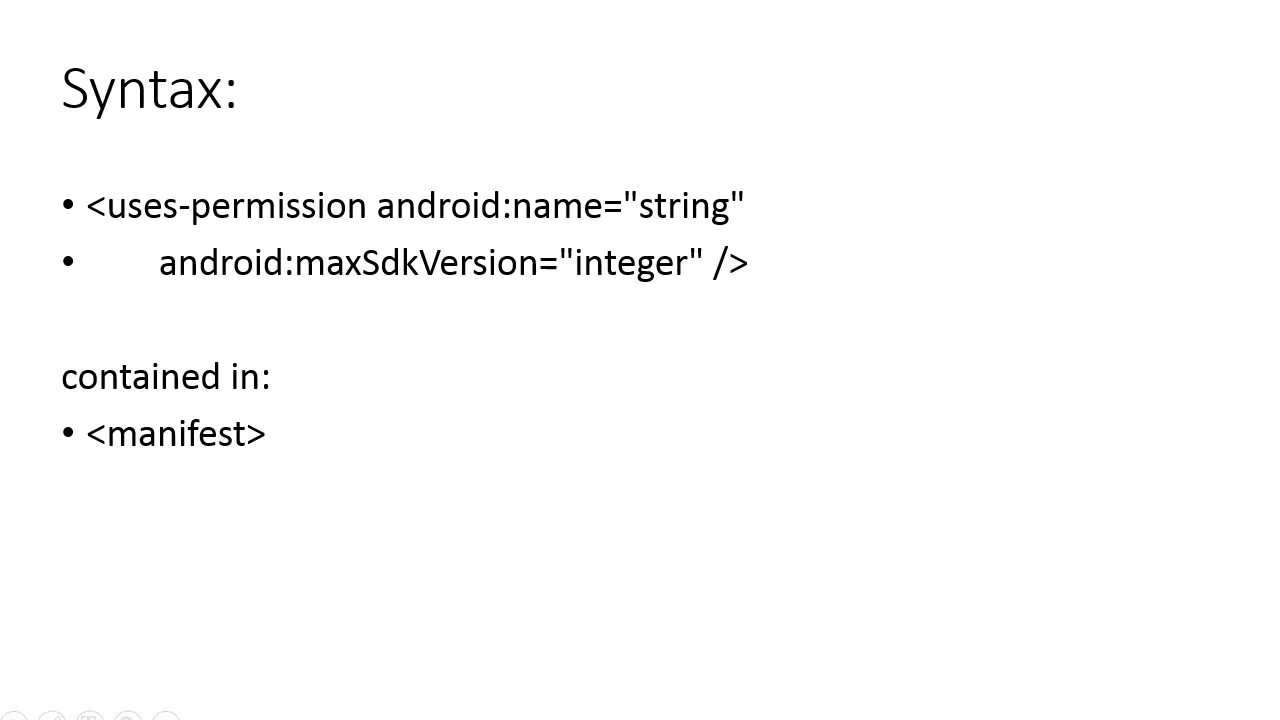 Syntax:
• <uses-permission android:name="string"
• android:maxSdkVersion="integer" />
contained in:
• <manifest>